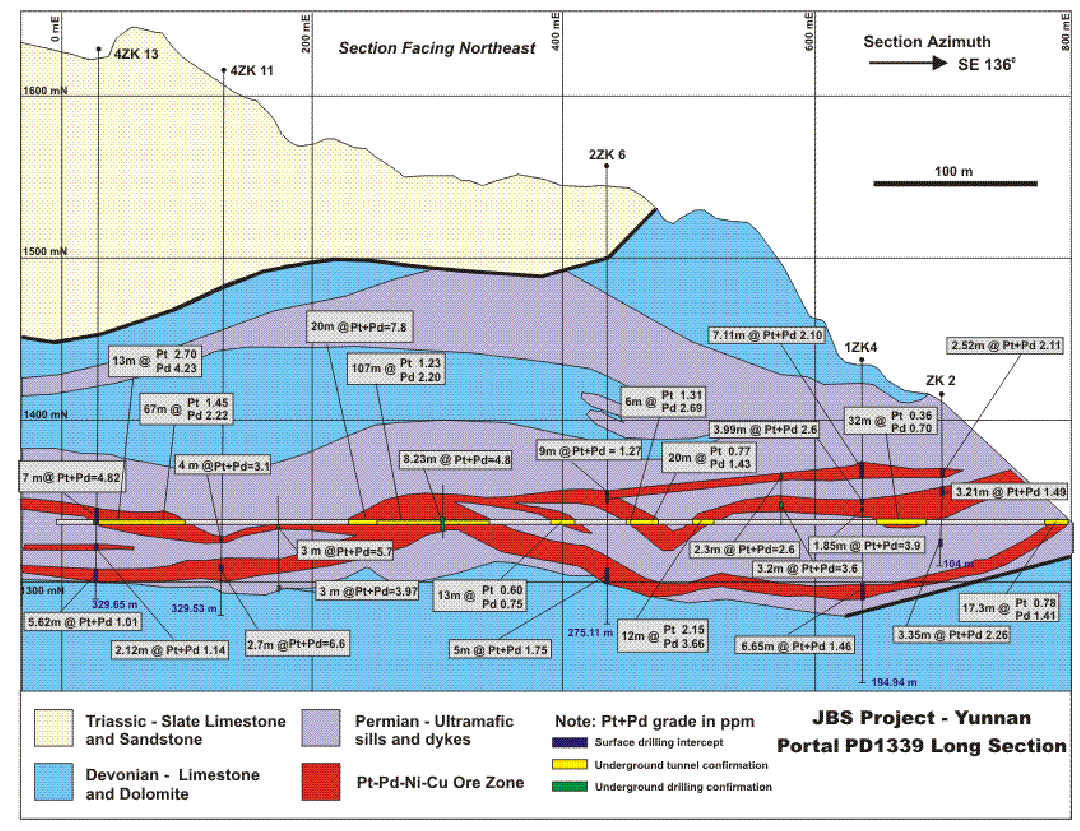 0 mE
200 mE
400 mE
600 mE
800 mE
Section Facing Northeast
Section Azimuth
SE 136°
4ZK 13
4ZK 11
1600 mN
2ZK 6
100 m
1500 mN
20m @Pt+Pd=7.8
7.11m @Pt+Pd 2.10
1ZK4
2.52m @ Pt+Pd 2.11
13m @ Pt 2.70
Pd 4.23
107m @ Pt 1.23
Pd 2.20
ZK 2
67m @ Pt 1.45
Pd 2.22
6m @ Pt 1.31
Pd 2.69
1400 mN
3.99m @ Pt+Pd 2.6
32m @ Pt 0.36
Pd 0.70
4 m @Pt+Pd=3.1
8.23m @Pt+Pd=4.8
9m @Pt+Pd = 1.27
20m @ Pt 0.77
Pd 1.43
7 m@ Pt+Pd=4.82
3.21m @ Pt+Pd 1.49
3 m @Pt+Pd=5.7
2.3m @Pt+Pd=2.6
1.85m @Pt+Pd=3.9
3.2m @ Pt+Pd=3.6
104 m
1300 mN
3 m @Pt+Pd=3.97
13m @ Pt 0.60
Pd 0.75
329.65 m
329.53 m
17.3m @ Pt 0.78
Pd 1.41
5.62m @ Pt+Pd 1.01
275.11 m
12m @ Pt 2.15
Pd 3.66
3.35m @ Pt+Pd 2.26
2.12m @ Pt+Pd 1.14
2.7m @Pt+Pd=6.6
5m @Pt+Pd 1.75
6.65m @Pt+Pd 1.46
194.94 m
Triassic - Slate Limestone
and Sandstone
Devonian - Limestone
and Dolomite
Permian - Ultramafic
sills and dykes
Pt-Pd-Ni-Cu Ore Zone
Note: Pt+Pd grade in ppm
Surface drilling intercept
Underground tunnel confirmation
Underground drilling confirmation
JBS Project - Yunnan
Portal PD1339 Long Section